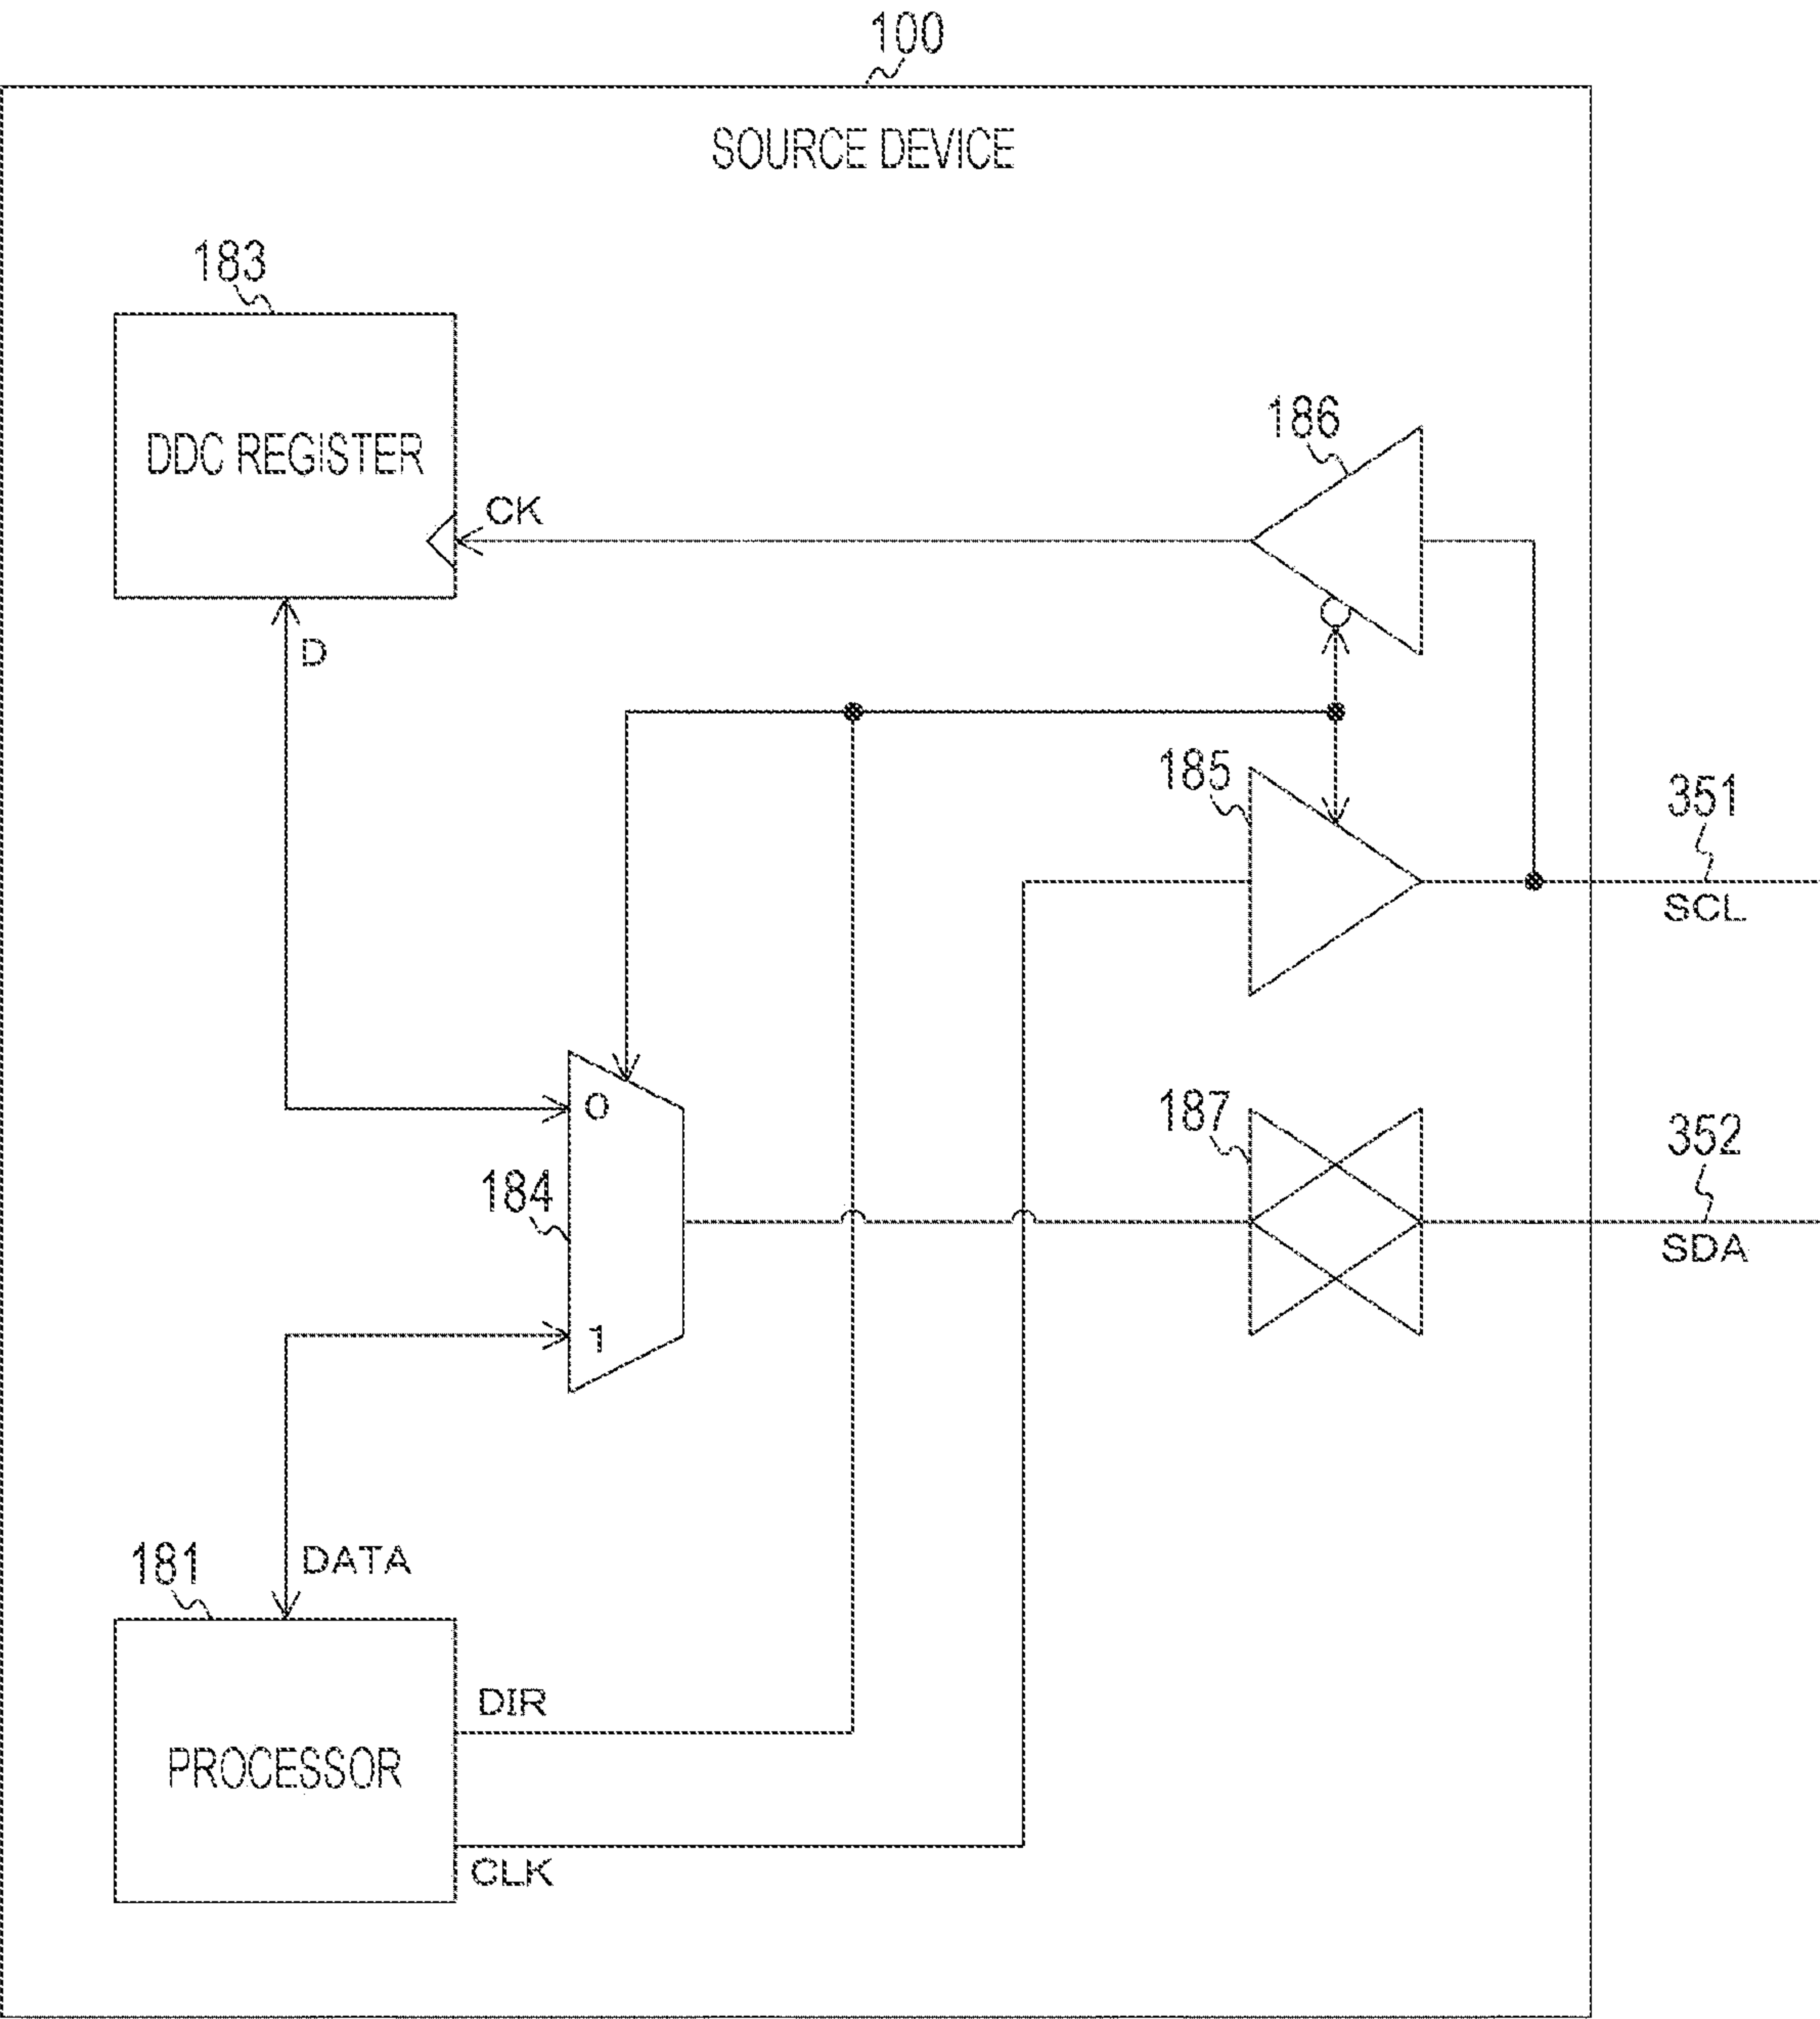 100
SOURCE DEVICE
183
DDC REGISTER
186
CK
D
185
351
SCL
0
184
187
352
SDA
1
181
DATA
PROCESSOR
DIR
CLK